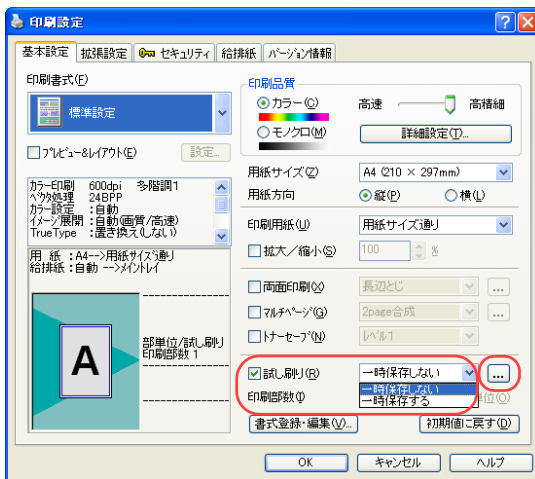 印刷設定
基本設定 拡張設定 セキュリティ 給排紙 バージョン情報
印刷書式(F)
標準設定
プレビュー&レイアウト(E) 設定...
カラー印刷 600dpi 多階調1
ベクタ処理 24BPP
カラー設定 :自動
イメージ展開 :自動(画質/高速)
TrueType :置き換え(しない)
用 紙 :A4-->用紙サイズ通り
給排紙:自動 -->メイントレイ
A
部単位/試し刷り
印刷部数 1
印刷品質
カラー(C) 高速 高精細
モノクロ(M) 詳細設定(T)...
用紙サイズ(Z) A4 (210 × 297mm)
用紙方向 縦(P) 横(L)
印刷用紙(U) 用紙サイズ通り
拡大/縮小(S) 100 %
両面印刷(X) 長辺とじ ...
マルチページ(G) 2page合成 ...
トナーセーブ(N) レベル1
試し刷り(R) 一時保存しない ...
一時保存しない
印刷部数(I) 一時保存する 単位(O)
書式登録・編集(V)... 初期値に戻す(D)
OK キャンセル ヘルプ